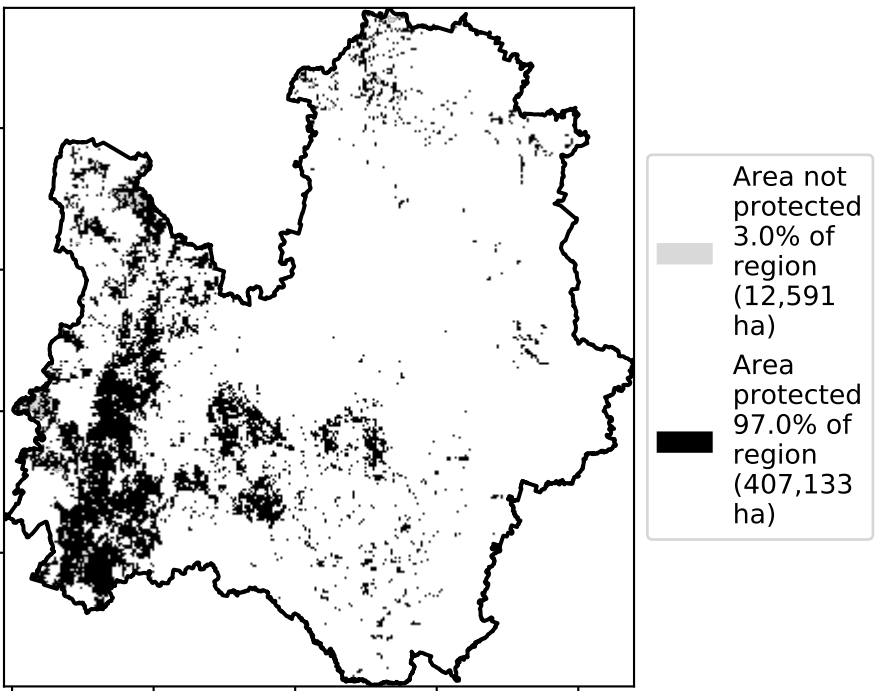 Area not
protected
3.0% of
region
(12,591
ha)
Area
protected
97.0% of
region
(407,133
ha)